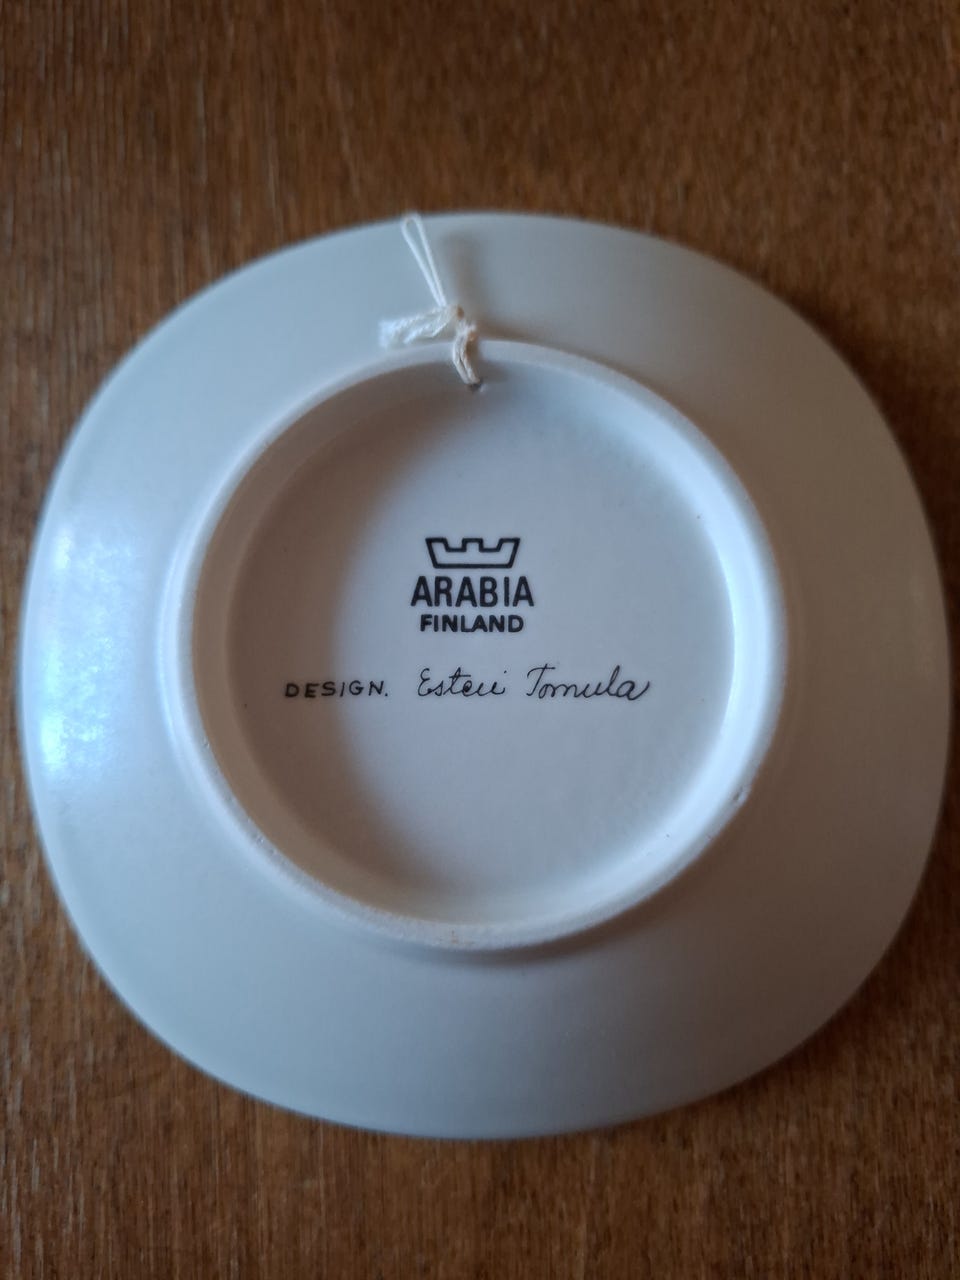 ARABIA
FINLAND
DESIGN. Esteri Tomula